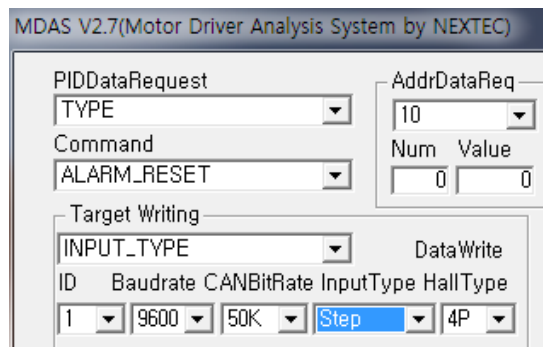 MDAS V2.7(Motor Driver Analysis System by NEXTEC)
PIDDataRequest
AddrDataReq
TYPE
10
Command
Num Value
ALARM_RESET
0 0
Target Writing
INPUT_TYPE
DataWrite
ID Baudrate CANBitRate InputType HallType
1 9600 50K Step 4P